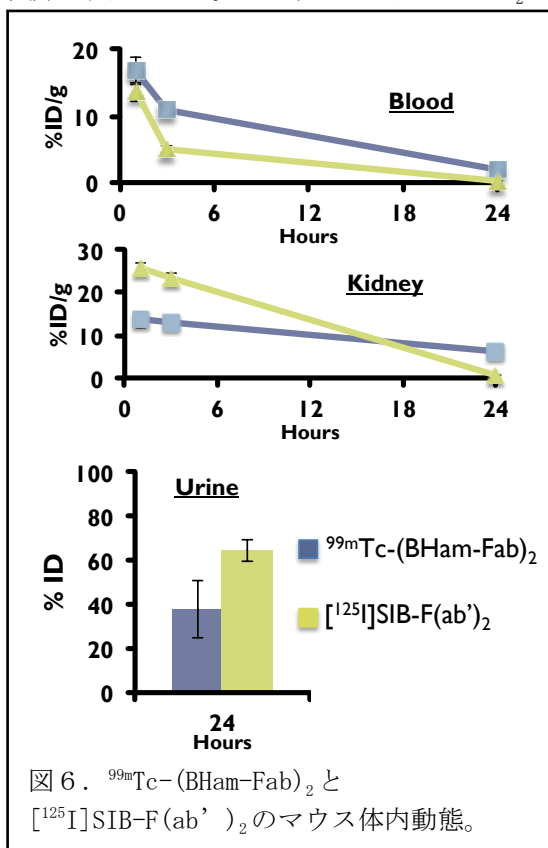 20
10
0
%ID/g
Blood
0 6 12 18 24
Hours
30
20
10
0
%ID/g
Kidney
0 6 12 18 24
Hours
100
80
60
40
20
0
% ID
Urine
24
Hours
99mTc-(BHam-Fab)2
[125I]SIB-F(ab')2
図６．99mTc-(BHam-Fab)2と
[125I]SIB-F(ab’)2のマウス体内動態。